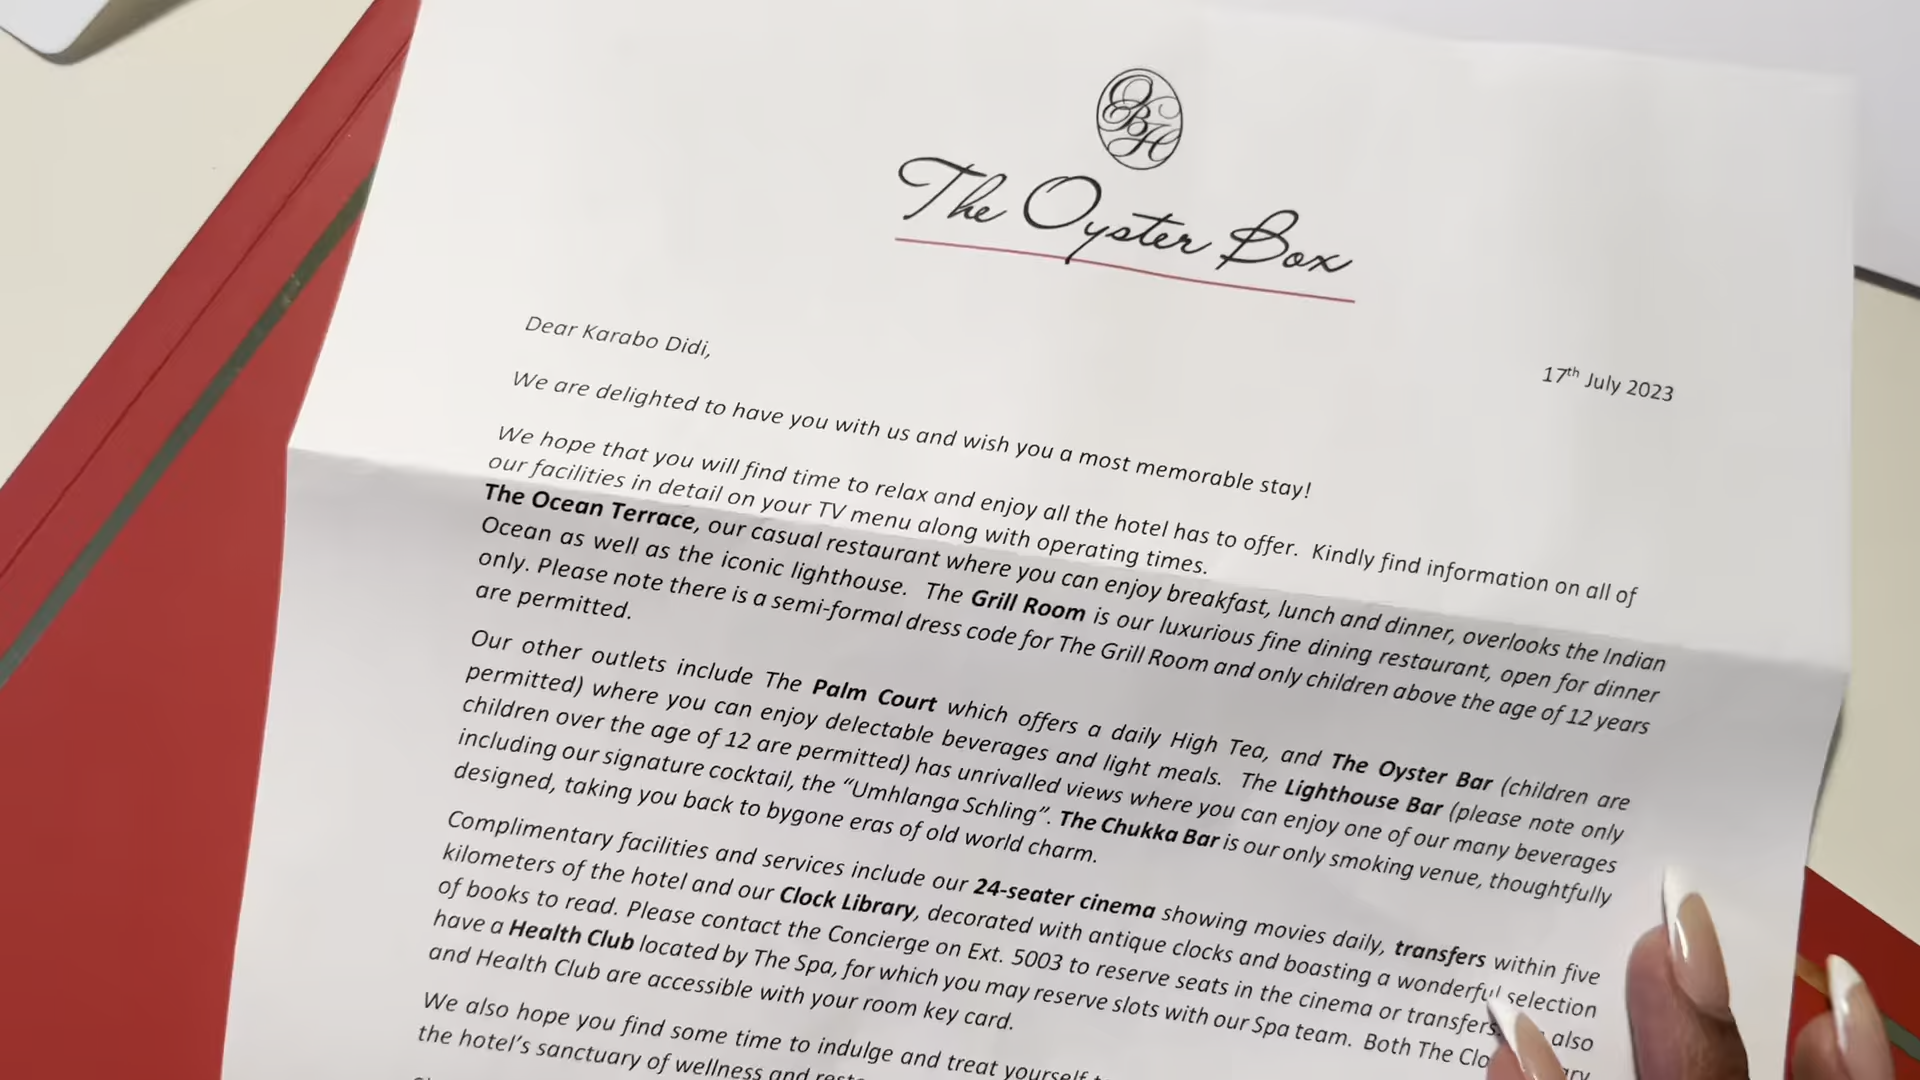 OBH
The Oyster Box
Dear Karabo Didi,
17th July 2023
We are delighted to have you with us and wish you a most memorable stay!
We hope that you will find time to relax and enjoy all the hotel has to offer. Kindly find information on all of
our facilities in detail on your TV menu along with operating times.
The Ocean Terrace, our casual restaurant where you can enjoy breakfast, lunch and dinner, overlooks the Indian
Ocean as well as the iconic lighthouse. The Grill Room is our luxurious fine dining restaurant, open for dinner
only. Please note there is a semi-formal dress code for The Grill Room and only children above the age of 12 years
are permitted.
Our other outlets include The Palm Court which offers a daily High Tea, and The Oyster Bar (children are
permitted) where you can enjoy delectable beverages and light meals. The Lighthouse Bar (please note only
children over the age of 12 are permitted) has unrivalled views where you can enjoy one of our many beverages
including our signature cocktail, the “Umhlanga Schling”. The Chukka Bar is our only smoking venue, thoughtfully
designed, taking you back to bygone eras of old world charm.
Complimentary facilities and services include our 24-seater cinema showing movies daily, transfers within five
kilometers of the hotel and our Clock Library, decorated with antique clocks and boasting a wonderful selection
of books to read. Please contact the Concierge on Ext. 5003 to reserve seats in the cinema or transfers. also
have a Health Club located by The Spa, for which you may reserve slots with our Spa team. Both The
and Health Club are accessible with your room key card.
We also hope you find some time to indulge and treat yourself
the hotel’s sanctuary of wellness and